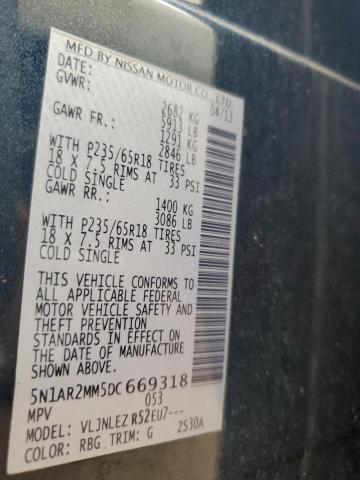 MFD BY NISSAN MOTOR CO., LTD.
DATE: 04/13
GVWR: 2682 KG
5913 LB
GAWR FR.: 1291 KG
2846 LB
WITH P235/65R18 TIRES
18 X 7.5 RIMS AT 33 PSI
COLD SINGLE
GAWR RR.: 1400 KG
3086 LB
WITH P235/65R18 TIRES
18 X 7.5 RIMS AT 33 PSI
COLD SINGLE
THIS VEHICLE CONFORMS TO
ALL APPLICABLE FEDERAL
MOTOR VEHICLE SAFETY AND
THEFT PREVENTION
STANDARDS IN EFFECT ON
THE DATE OF MANUFACTURE
SHOWN ABOVE.
5N1AR2MM5DC669318
MPV 053
MODEL: VLJNLEZ R52EU7---
COLOR: RBG TRIM: G ZS30A